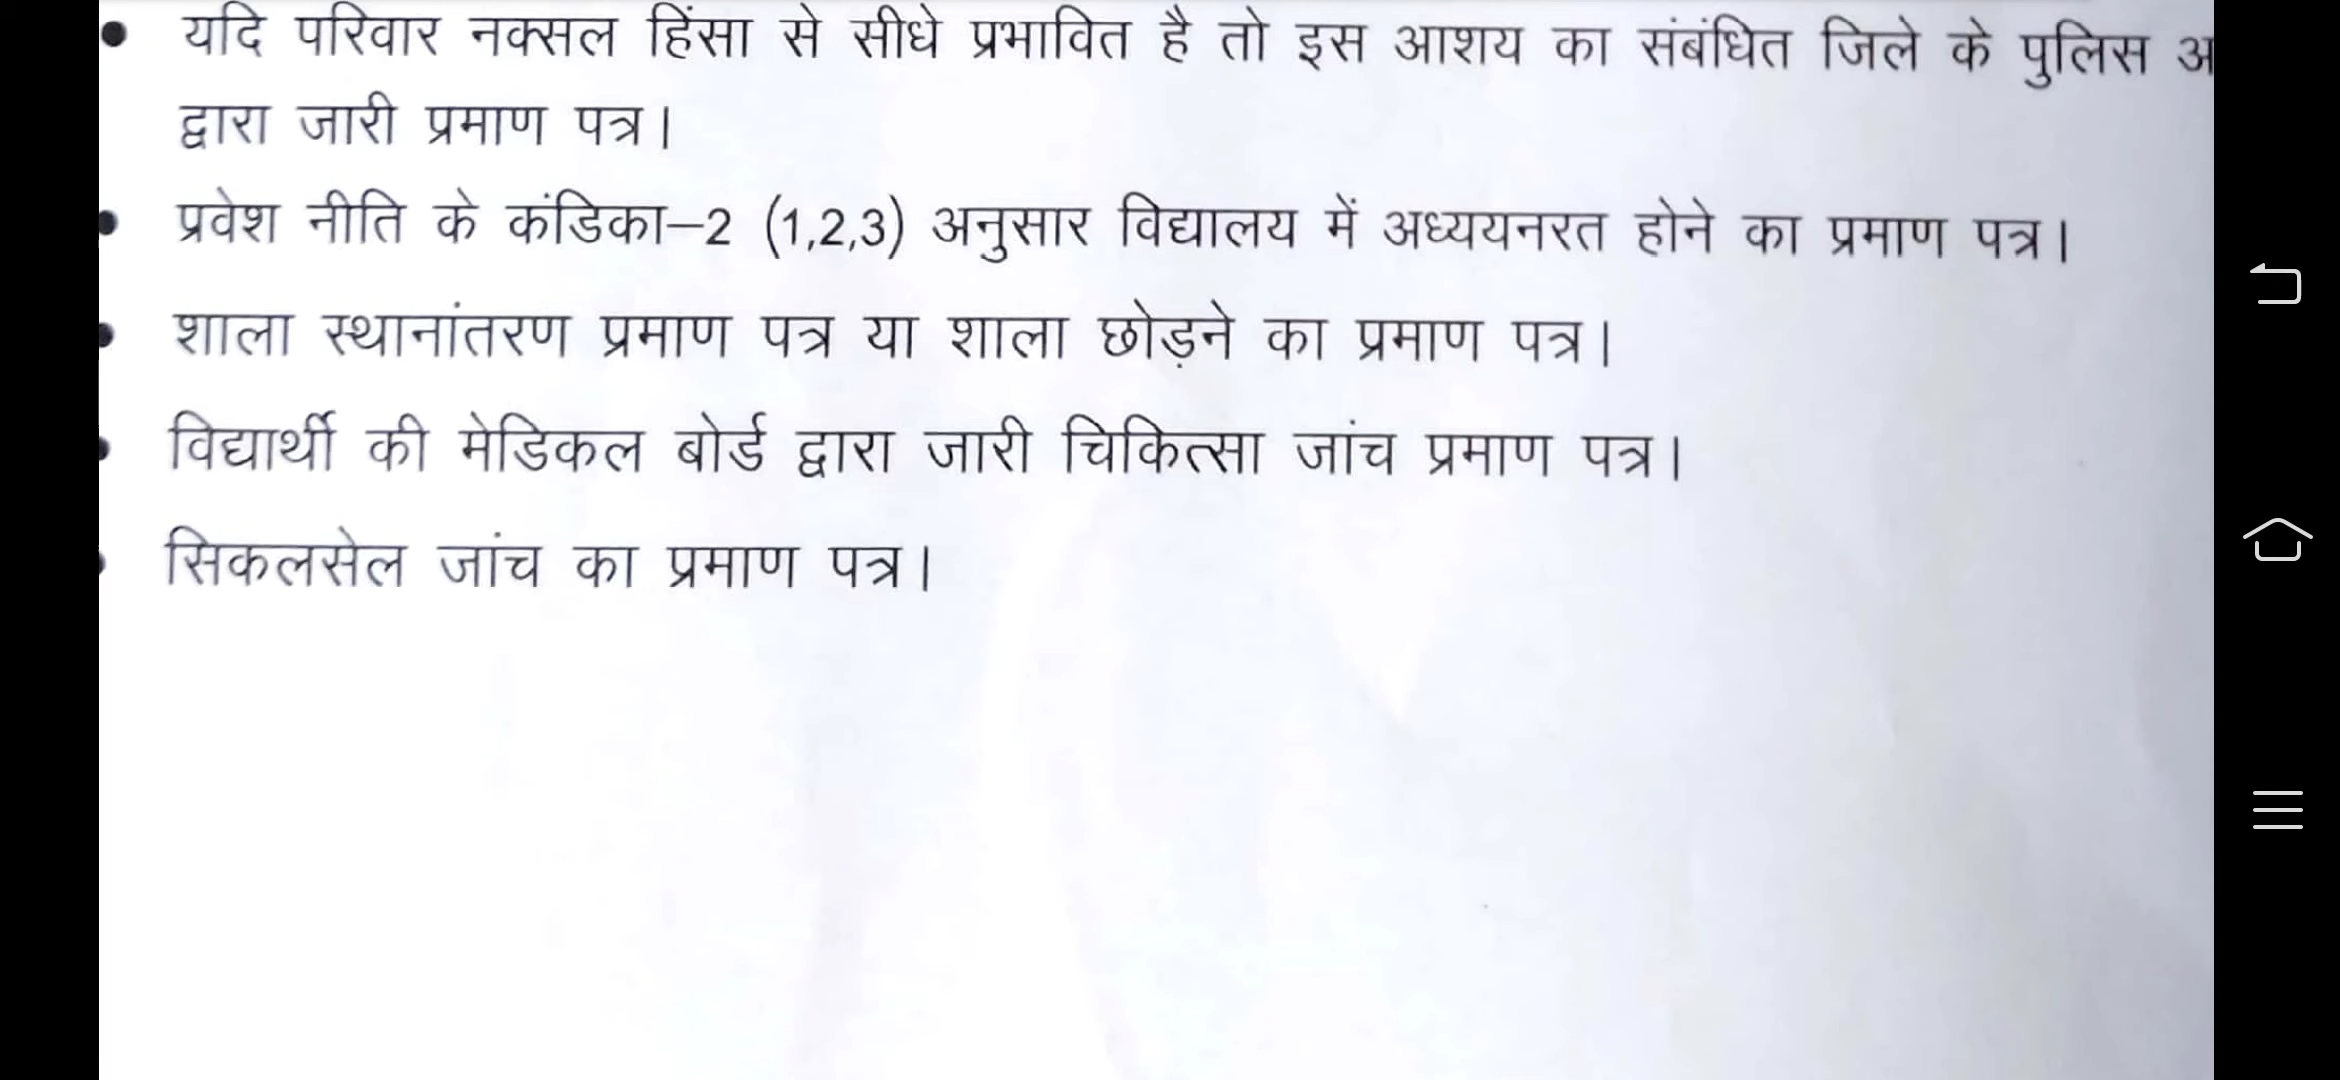 • यदि परिवार नक्सल हिंसा से सीधे प्रभावित है तो इस आशय का संबंधित जिले के पुलिस अ
द्वारा जारी प्रमाण पत्र।
• प्रवेश नीति के कंडिका–2 (1,2,3) अनुसार विद्यालय में अध्ययनरत होने का प्रमाण पत्र।
• शाला स्थानांतरण प्रमाण पत्र या शाला छोड़ने का प्रमाण पत्र।
• विद्यार्थी की मेडिकल बोर्ड द्वारा जारी चिकित्सा जांच प्रमाण पत्र।
• सिकलसेल जांच का प्रमाण पत्र।